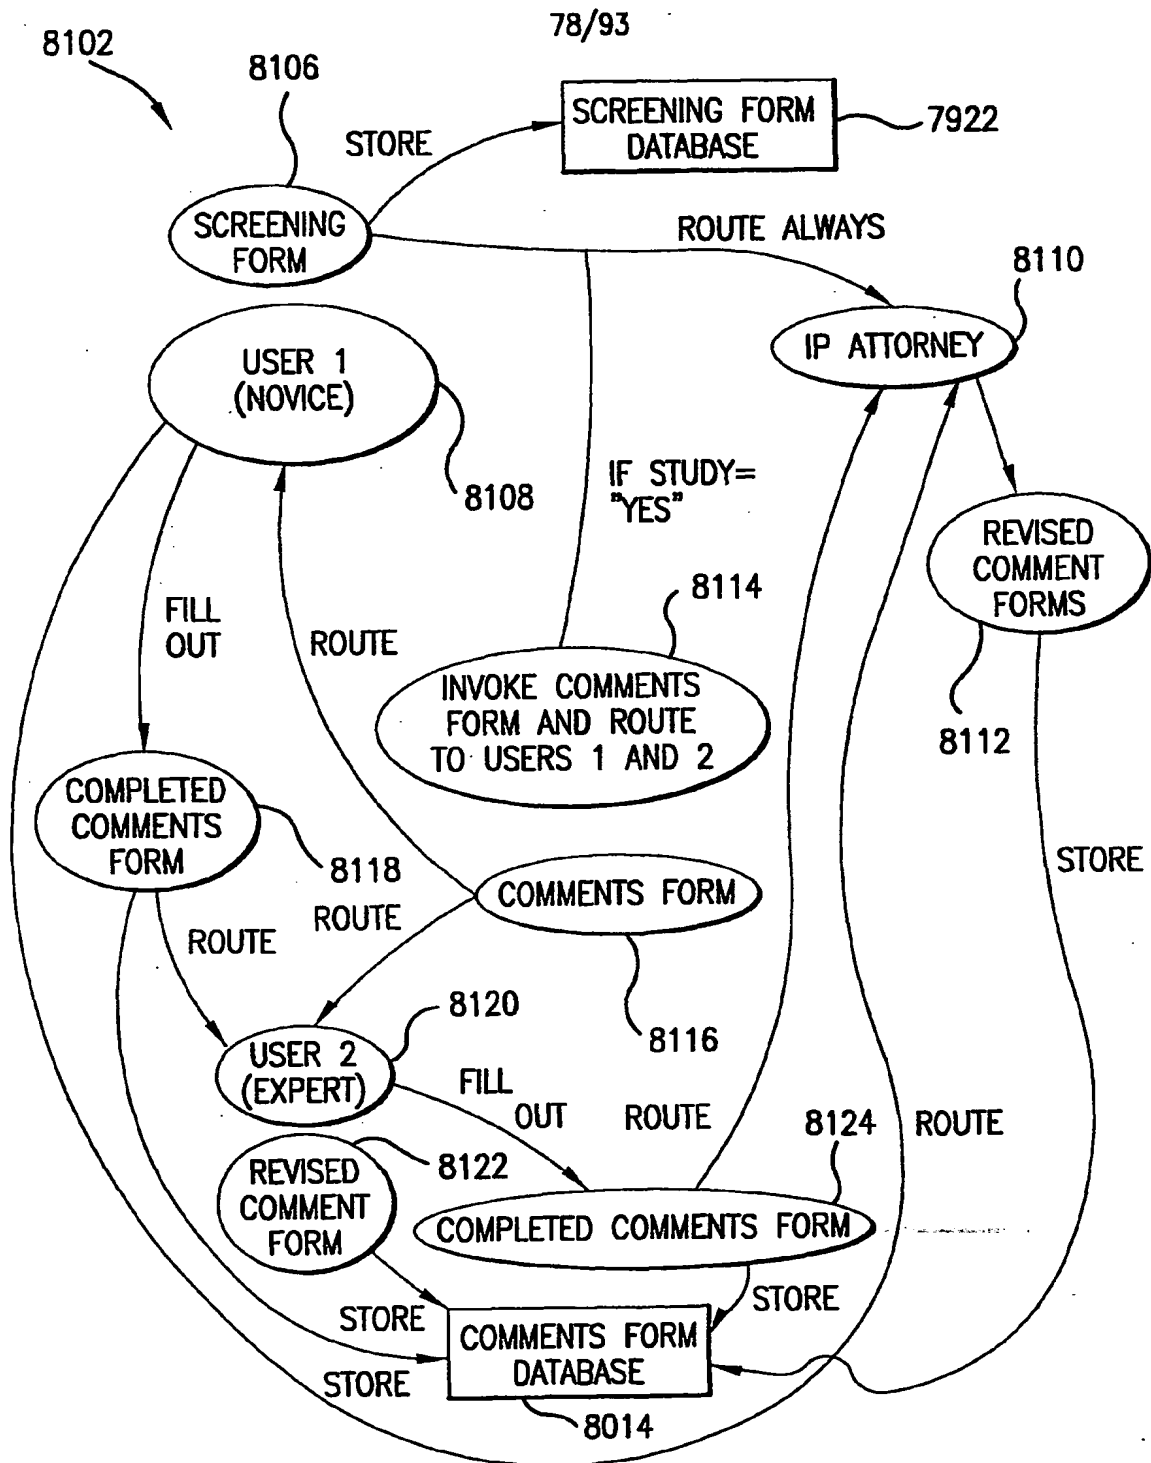 78/93
8102
8106
SCREENING FORM
DATABASE
7922
STORE
SCREENING
FORM
ROUTE ALWAYS
8110
IP ATTORNEY
USER 1
(NOVICE)
8108
IF STUDY=
"YES"
REVISED
COMMENT
FORMS
8112
FILL
OUT
ROUTE
8114
INVOKE COMMENTS
FORM AND ROUTE
TO USERS 1 AND 2
COMPLETED
COMMENTS
FORM
8118
STORE
COMMENTS FORM
ROUTE
ROUTE
8116
8120
USER 2
(EXPERT)
FILL
OUT
ROUTE
8124
ROUTE
8122
REVISED
COMMENT
FORM
COMPLETED COMMENTS FORM
STORE
STORE
COMMENTS FORM
DATABASE
STORE
8014